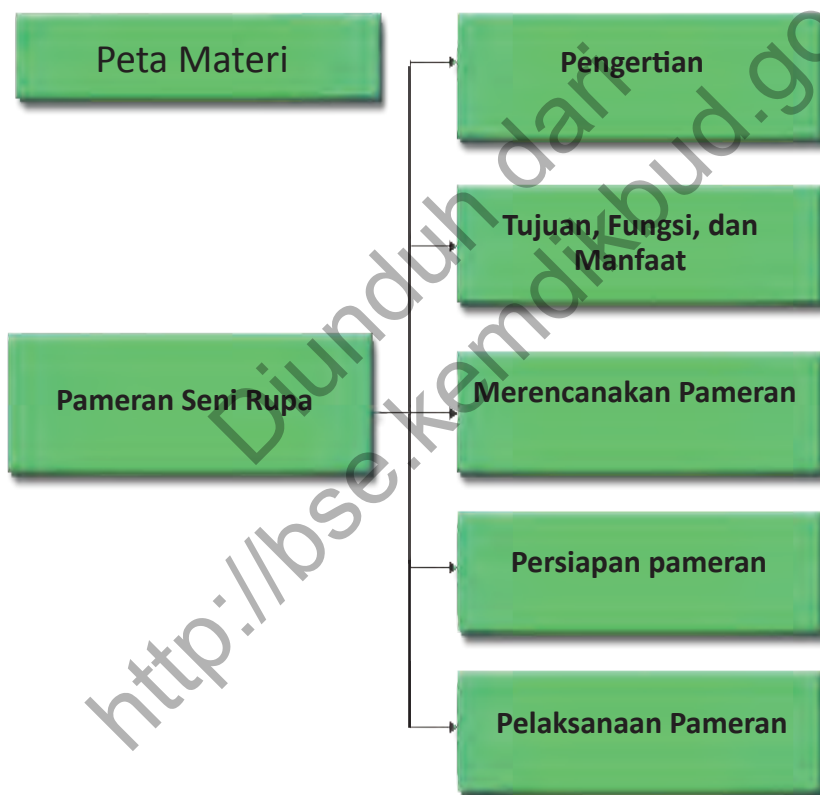 Peta Materi
Pengertian
Tujuan, Fungsi, dan
Manfaat
Pameran Seni Rupa
Merencanakan Pameran
Persiapan pameran
Pelaksanaan Pameran
Diunduh dari
http://bse.kemdikbud.go